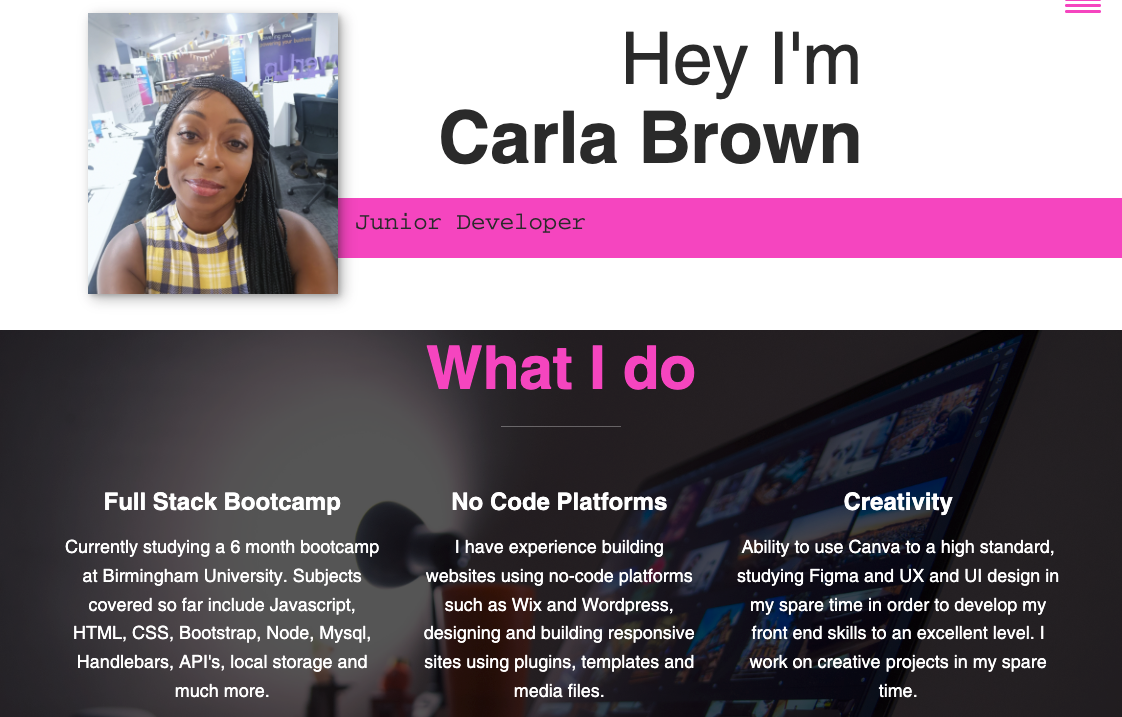 Hey I'm
Carla Brown
Junior Developer
What I do
Full Stack Bootcamp
Currently studying a 6 month bootcamp
at Birmingham University. Subjects
covered so far include Javascript,
HTML, CSS, Bootstrap, Node, Mysql,
Handlebars, API's, local storage and
much more.
No Code Platforms
I have experience building
websites using no-code platforms
such as Wix and Wordpress,
designing and building responsive
sites using plugins, templates and
media files.
Creativity
Ability to use Canva to a high standard,
studying Figma and UX and UI design in
my spare time in order to develop my
front end skills to an excellent level. I
work on creative projects in my spare
time.